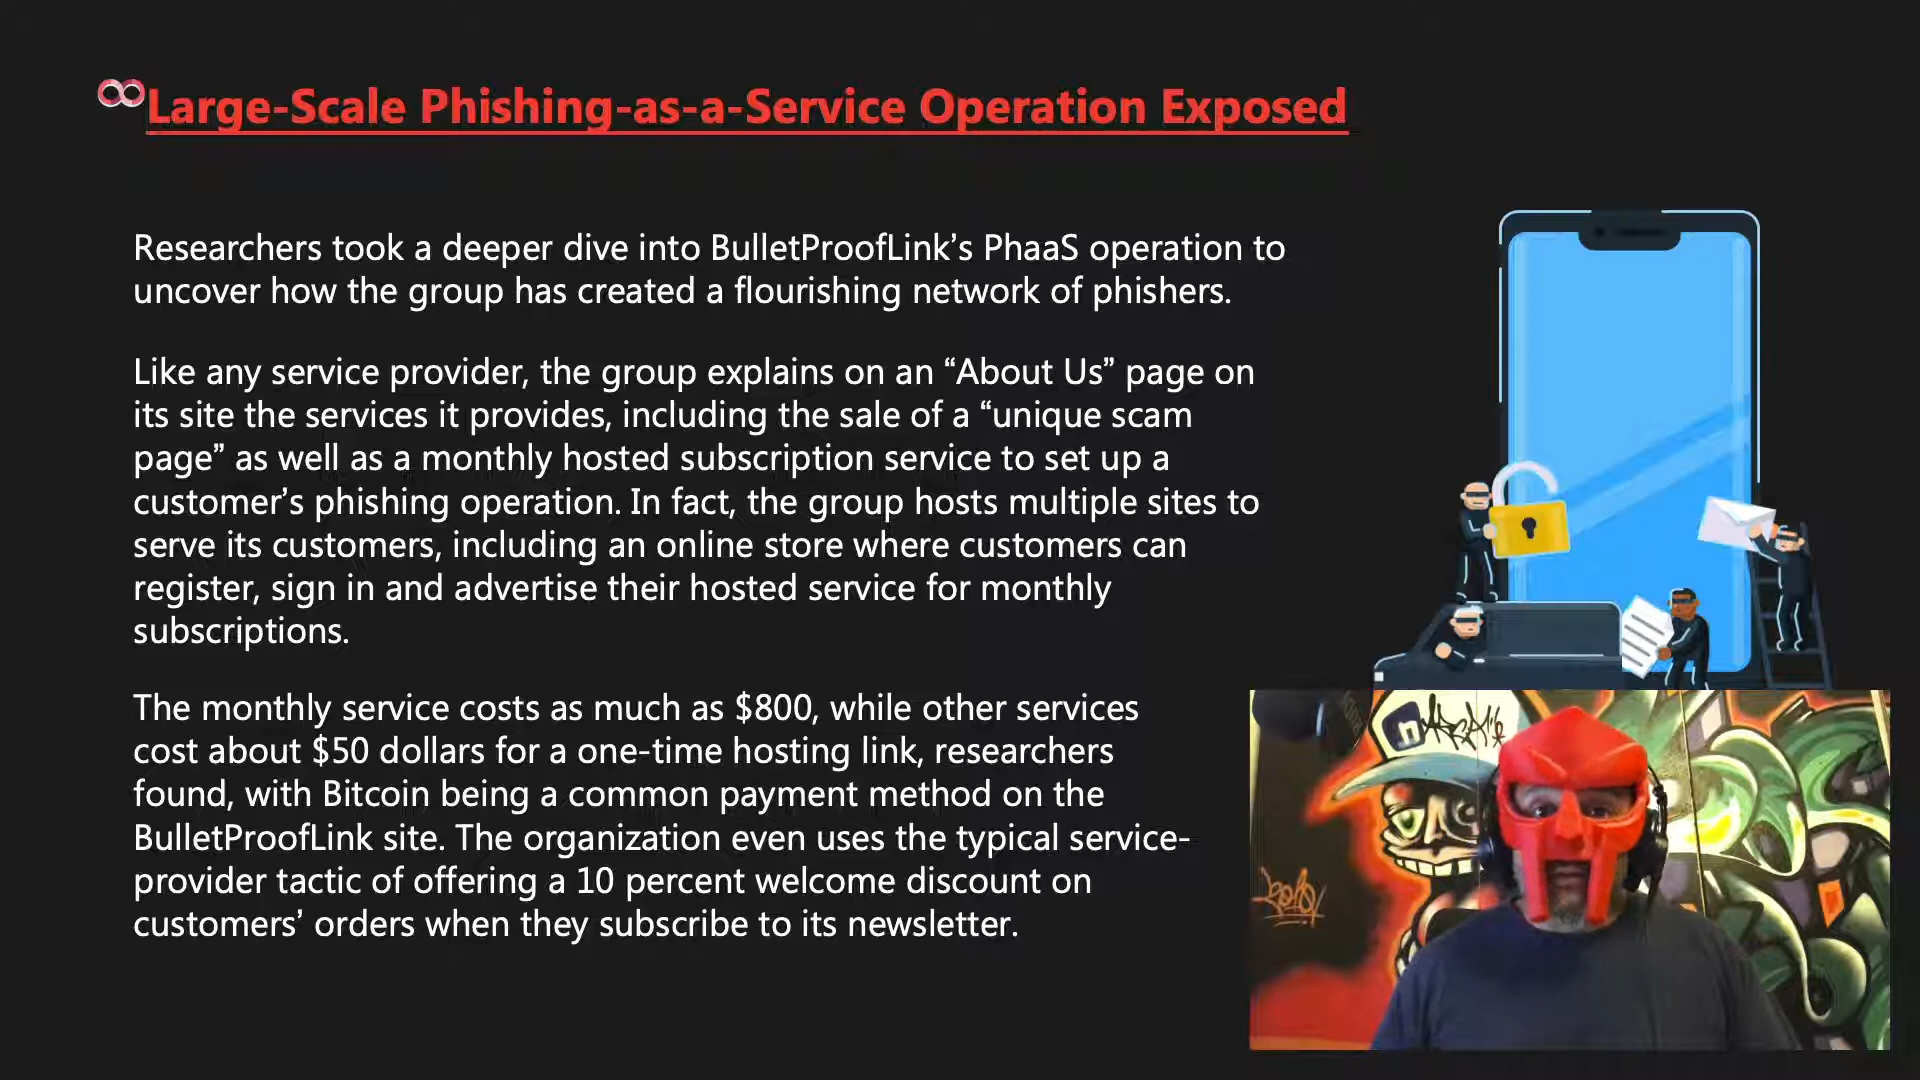 Large-Scale Phishing-as-a-Service Operation Exposed
Researchers took a deeper dive into BulletProofLink’s PhaaS operation to
uncover how the group has created a flourishing network of phishers.
Like any service provider, the group explains on an “About Us” page on
its site the services it provides, including the sale of a “unique scam
page” as well as a monthly hosted subscription service to set up a
customer’s phishing operation. In fact, the group hosts multiple sites to
serve its customers, including an online store where customers can
register, sign in and advertise their hosted service for monthly
subscriptions.
The monthly service costs as much as $800, while other services
cost about $50 dollars for a one-time hosting link, researchers
found, with Bitcoin being a common payment method on the
BulletProofLink site. The organization even uses the typical service-
provider tactic of offering a 10 percent welcome discount on
customers’ orders when they subscribe to its newsletter.